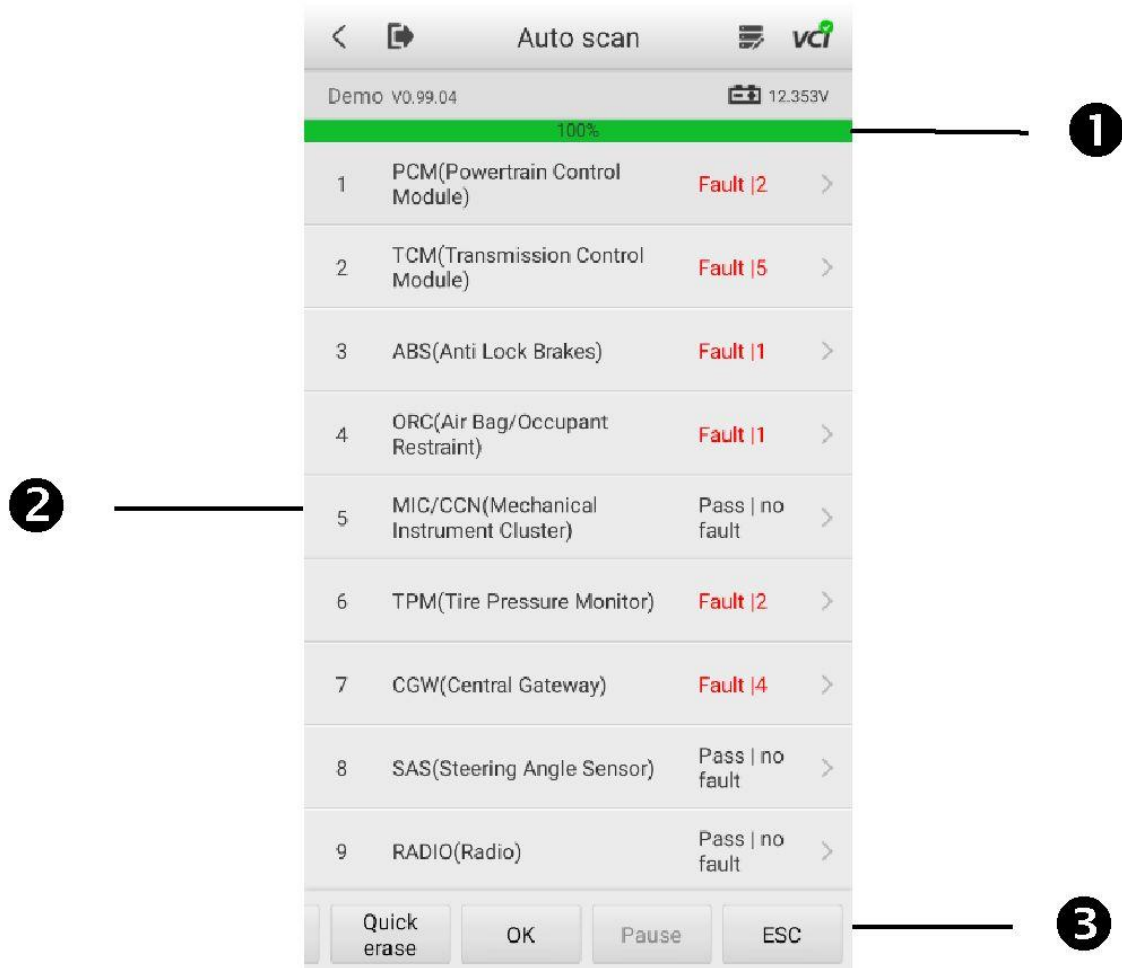 Auto scan
vci
Demo V0.99.04
12.353V
100%
❶
1
PCM(Powertrain Control
Module)
Fault |2
2
TCM(Transmission Control
Module)
Fault |5
3
ABS(Anti Lock Brakes)
Fault |1
4
ORC(Air Bag/Occupant
Restraint)
Fault |1
❷
5
MIC/CCN(Mechanical
Instrument Cluster)
Pass | no
fault
6
TPM(Tire Pressure Monitor)
Fault |2
7
CGW(Central Gateway)
Fault |4
8
SAS(Steering Angle Sensor)
Pass | no
fault
9
RADIO(Radio)
Pass | no
fault
Quick
erase
OK
Pause
ESC
❸